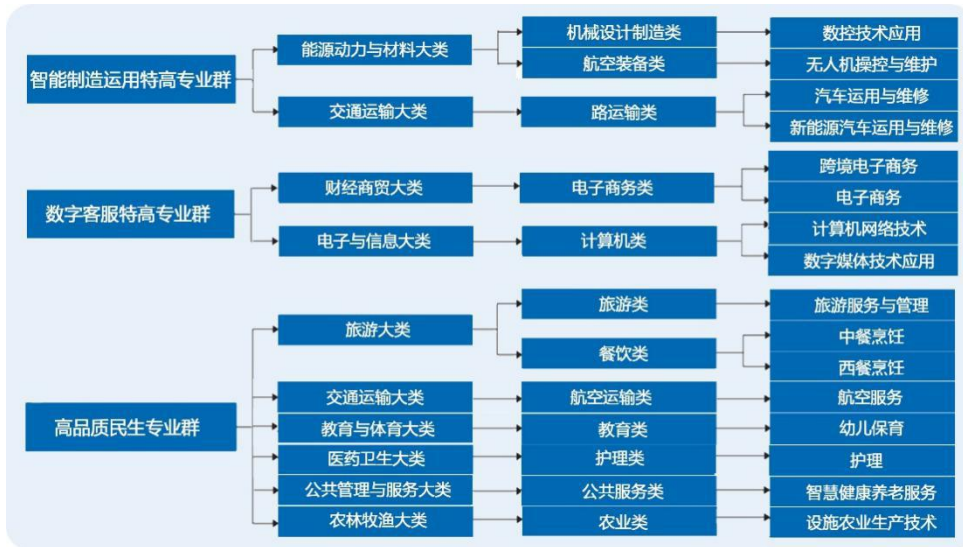 智能制造运用特高专业群
能源动力与材料大类
机械设计制造类
数控技术应用
航空装备类
无人机操控与维护
交通运输大类
路运输类
汽车运用与维修
新能源汽车运用与维修
数字客服特高专业群
财经商贸大类
电子商务类
跨境电子商务
电子商务
电子与信息大类
计算机类
计算机网络技术
数字媒体技术应用
高品质民生专业群
旅游大类
旅游类
旅游服务与管理
餐饮类
中餐烹饪
西餐烹饪
交通运输大类
航空运输类
航空服务
教育与体育大类
教育类
幼儿保育
医药卫生大类
护理类
护理
公共管理与服务大类
公共服务类
智慧健康养老服务
农林牧渔大类
农业类
设施农业生产技术